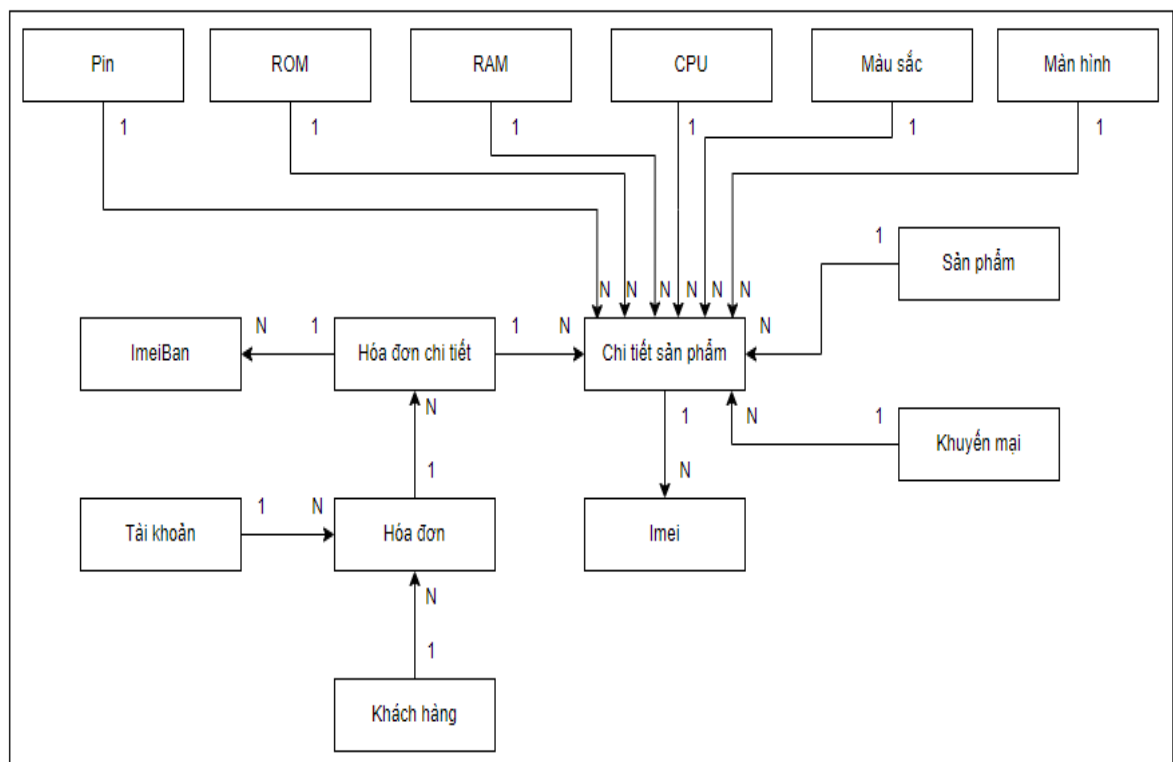 Pin
ROM
RAM
CPU
Màu sắc
Màn hình
1
1
1
1
1
1
1
Sản phẩm
N
N
N
N
N
N
N
1
1
N
ImeiBan
Hóa đơn chi tiết
Chi tiết sản phẩm
N
1
N
1
Khuyến mại
1
N
1
N
Tài khoản
Hóa đơn
Imei
N
1
Khách hàng